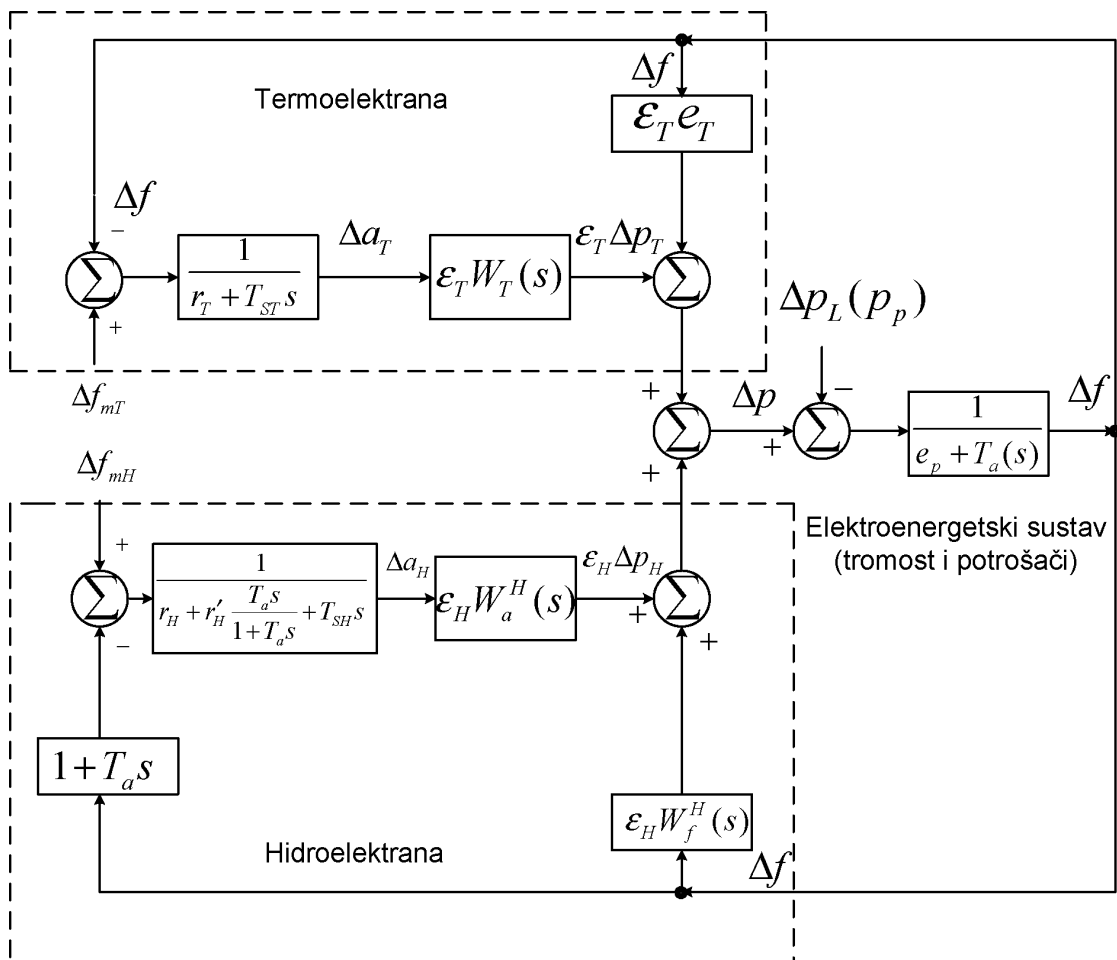 Δf
Termoelektrana
ε_T e_T
Δf
−
Σ
1
r_T + T_ST s
Δa_T
ε_T W_T(s)
ε_T Δp_T
Σ
+
Δf_mT
Δp_L(p_p)
+
Σ
+
Δp
+
−
Σ
1
e_p + T_a(s)
Δf
Δf_mH
Elektroenergetski sustav
(tromost i potrošači)
+
Σ
−
1
r_H + r′_H T_a s / 1 + T_a s + T_SH s
Δa_H
ε_H W_a^H(s)
ε_H Δp_H
+
Σ
+
1 + T_a s
ε_H W_f^H(s)
Hidroelektrana
Δf